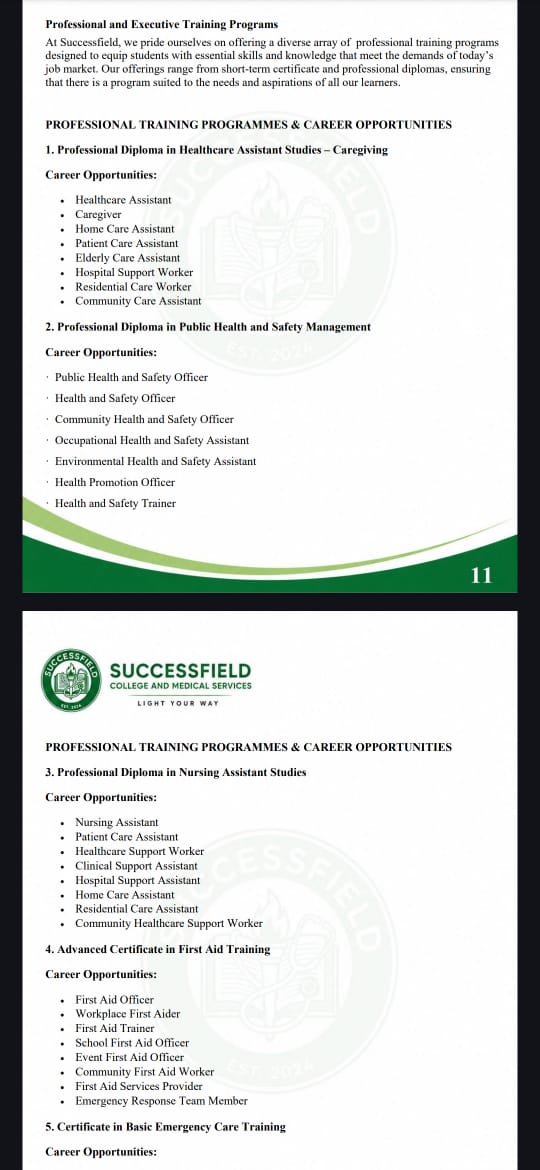 Professional and Executive Training Programs
At Successfield, we pride ourselves on offering a diverse array of professional training programs
designed to equip students with essential skills and knowledge that meet the demands of today's
job market. Our offerings range from short-term certificate and professional diplomas, ensuring
that there is a program suited to the needs and aspirations of all our learners.
PROFESSIONAL TRAINING PROGRAMMES & CAREER OPPORTUNITIES
1. Professional Diploma in Healthcare Assistant Studies – Caregiving
Career Opportunities:
• Healthcare Assistant
• Caregiver
• Home Care Assistant
• Patient Care Assistant
• Elderly Care Assistant
• Hospital Support Worker
• Residential Care Worker
• Community Care Assistant
2. Professional Diploma in Public Health and Safety Management
Career Opportunities:
· Public Health and Safety Officer
· Health and Safety Officer
· Community Health and Safety Officer
· Occupational Health and Safety Assistant
· Environmental Health and Safety Assistant
· Health Promotion Officer
· Health and Safety Trainer
11
SUCCESSFIELD
EST. 2024
SUCCESSFIELD
COLLEGE AND MEDICAL SERVICES
LIGHT YOUR WAY
PROFESSIONAL TRAINING PROGRAMMES & CAREER OPPORTUNITIES
3. Professional Diploma in Nursing Assistant Studies
Career Opportunities:
• Nursing Assistant
• Patient Care Assistant
• Healthcare Support Worker
• Clinical Support Assistant
• Hospital Support Assistant
• Home Care Assistant
• Residential Care Assistant
• Community Healthcare Support Worker
4. Advanced Certificate in First Aid Training
Career Opportunities:
• First Aid Officer
• Workplace First Aider
• First Aid Trainer
• School First Aid Officer
• Event First Aid Officer
• Community First Aid Worker
• First Aid Services Provider
• Emergency Response Team Member
5. Certificate in Basic Emergency Care Training
Career Opportunities: